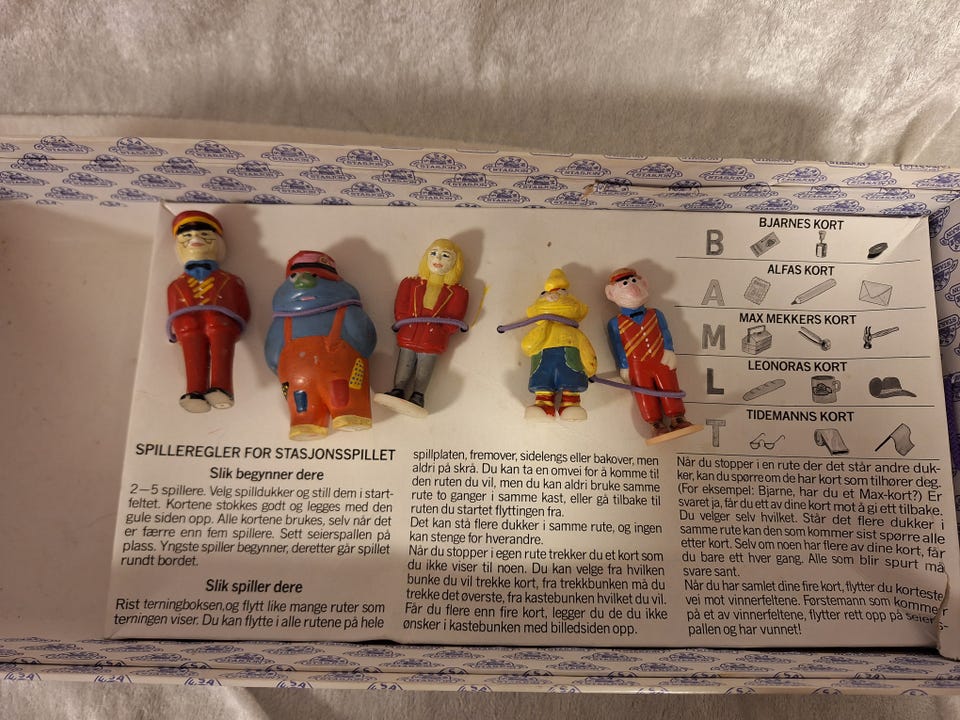 BJARNES KORT
B
ALFAS KORT
A
MAX MEKKERS KORT
M
LEONORAS KORT
L
TIDEMANNS KORT
T
SPILLEREGLER FOR STASJONSSPILLET
Slik begynner dere
2—5 spillere. Velg spilldukker og still dem i start-
feltet. Kortene stokkes godt og legges med den
gule siden opp. Alle kortene brukes, selv når det
er færre enn fem spillere. Sett seierspallen på
plass. Yngste spiller begynner, deretter går spillet
rundt bordet.
Slik spiller dere
Rist terningboksen, og flytt like mange ruter som
terningen viser. Du kan flytte i alle rutene på hele
spillplaten, fremover, sidelengs eller bakover, men
aldri på skrå. Du kan ta en omvei for å komme til
den ruten du vil, men du kan aldri bruke samme
rute to ganger i samme kast, eller gå tilbake til
ruten du startet flyttingen fra.
Det kan stå flere dukker i samme rute, og ingen
kan stenge for hverandre.
Når du stopper i egen rute trekker du et kort som
du ikke viser til noen. Du kan velge fra hvilken
bunke du vil trekke kort, fra trekkbunken må du
trekke det øverste, fra kastebunken hvilket du vil.
Får du flere enn fire kort, legger du de du ikke
ønsker i kastebunken med billedsiden opp.
Når du stopper i en rute der det står andre duk-
ker, kan du spørre om de har kort som tilhører deg.
(For eksempel: Bjarne, har du et Max-kort?) Er
svaret ja, får du ett av dine kort mot å gi ett tilbake.
Du velger selv hvilket. Står det flere dukker i
samme rute kan den som kommer sist spørre alle
etter kort. Selv om noen har flere av dine kort, får
du bare ett hver gang. Alle som blir spurt må
svare sant.
Når du har samlet dine fire kort, flytter du korteste
vei mot vinnerfeltene. Førstemann som kommer
på et av vinnerfeltene, flytter rett opp på seiers-
pallen og har vunnet!